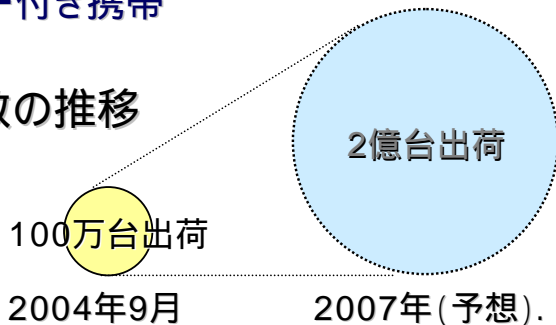 付き携帯
数の推移
2億台出荷
100万台出荷
2004年9月
2007年(予想).